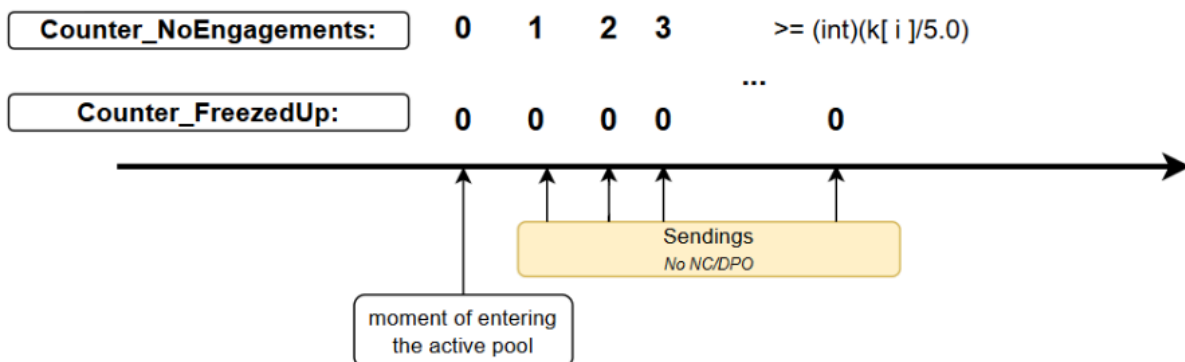 Counter_NoEngagements: 0 1 2 3 >= (int)(k[ i ]/5.0)
...
Counter_FreezedUp: 0 0 0 0 0
Sendings
No NC/DPO
moment of entering
the active pool